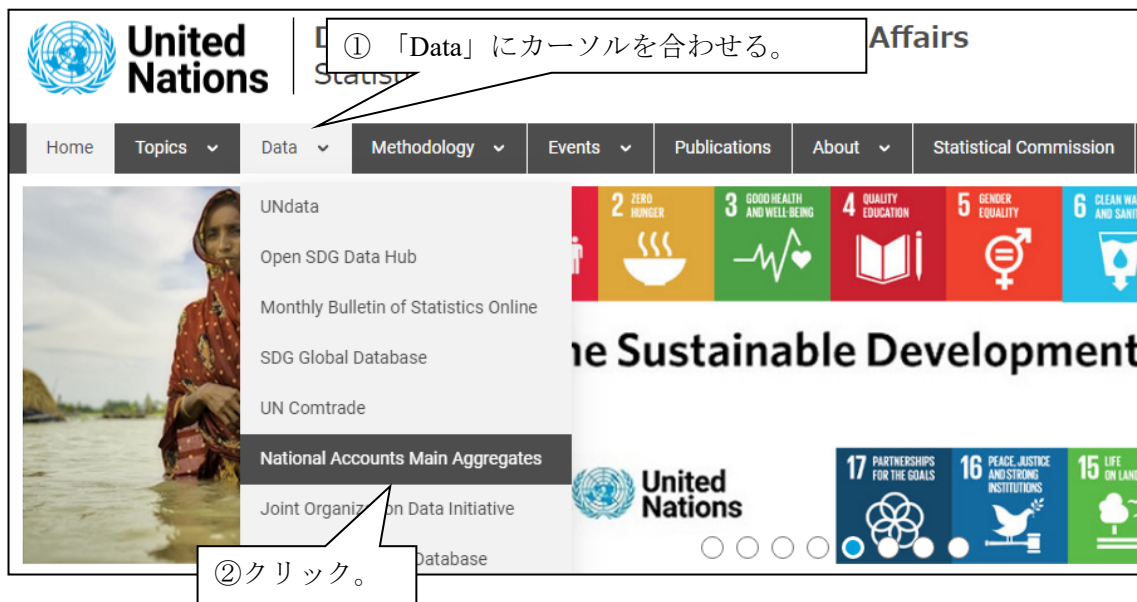 United
Nations
① 「Data」にカーソルを合わせる。
Affairs
Home Topics Data Methodology Events Publications About Statistical Commission
UNdata
Open SDG Data Hub
Monthly Bulletin of Statistics Online
SDG Global Database
UN Comtrade
National Accounts Main Aggregates
Joint Data Initiative
Database
②クリック。
2 ZERO
HUNGER
3 GOOD HEALTH
AND WELL-BEING
4 QUALITY
EDUCATION
5 GENDER
EQUALITY
6 CLEAN
AND
Sustainable Development
United
Nations
17 PARTNERSHIPS
FOR THE GOALS
16 PEACE, JUSTICE
AND STRONG
INSTITUTIONS
15 LIFE
ON LAND